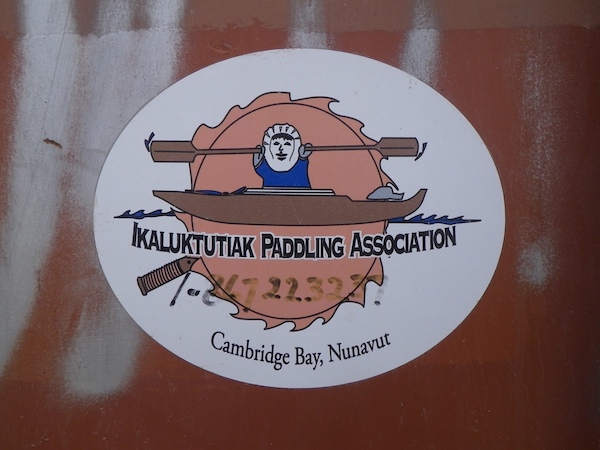 IKALUKTUTIAK PADDLING ASSOCIATION
Cambridge Bay, Nunavut